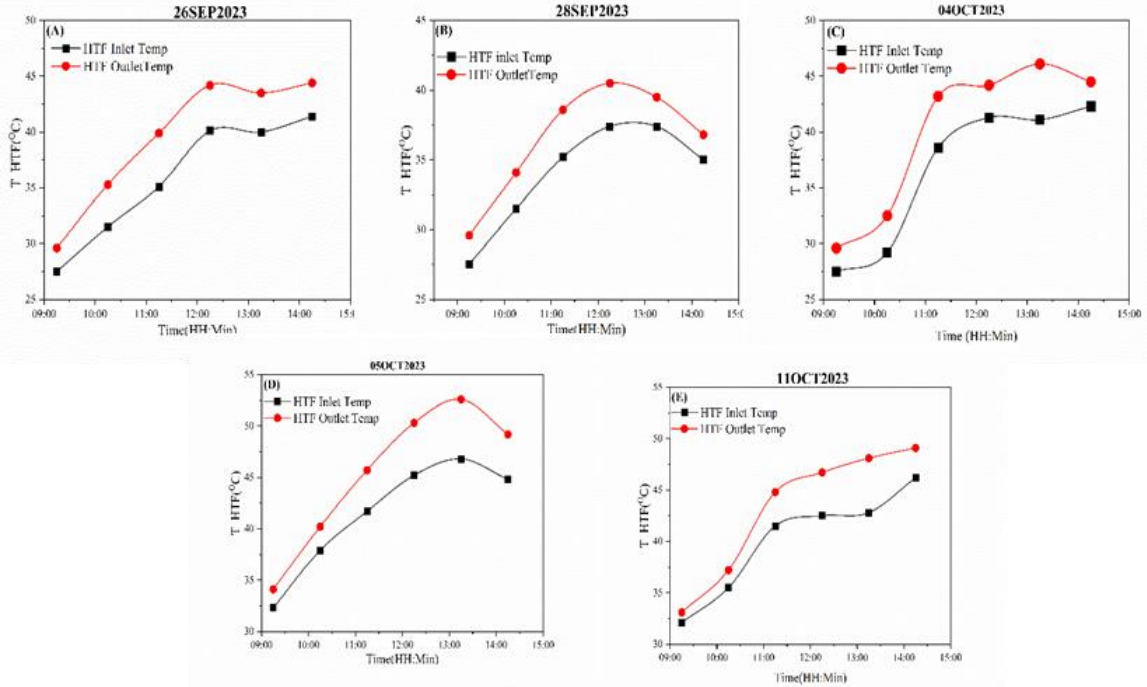 26SEP2023
(A)
HTF Inlet Temp
HTF OutletTemp
50
45
40
35
30
25
T HTF(°C)
09:00 10:00 11:00 12:00 13:00 14:00 15:00
Time(HH:Min)
28SEP2023
(B)
HTF inlet Temp
HTF OutletTemp
45
40
35
30
25
T HTF(°C)
09:00 10:00 11:00 12:00 13:00 14:00 15:00
Time(HH:Min)
04OCT2023
(C)
HTF Inlet Temp
HTF Outlet Temp
50
45
40
35
30
25
T HTF(°C)
09:00 10:00 11:00 12:00 13:00 14:00 15:00
Time (HH:Min)
05OCT2023
(D)
HTF Inlet Temp
HTF Outlet Temp
55
50
45
40
35
30
T HTF(°C)
09:00 10:00 11:00 12:00 13:00 14:00 15:00
Time(HH:Min)
11OCT2023
(E)
HTF Inlet Temp
HTF Outlet Temp
55
50
45
40
35
30
T HTF(°C)
09:00 10:00 11:00 12:00 13:00 14:00 15:00
Time(HH:Min)